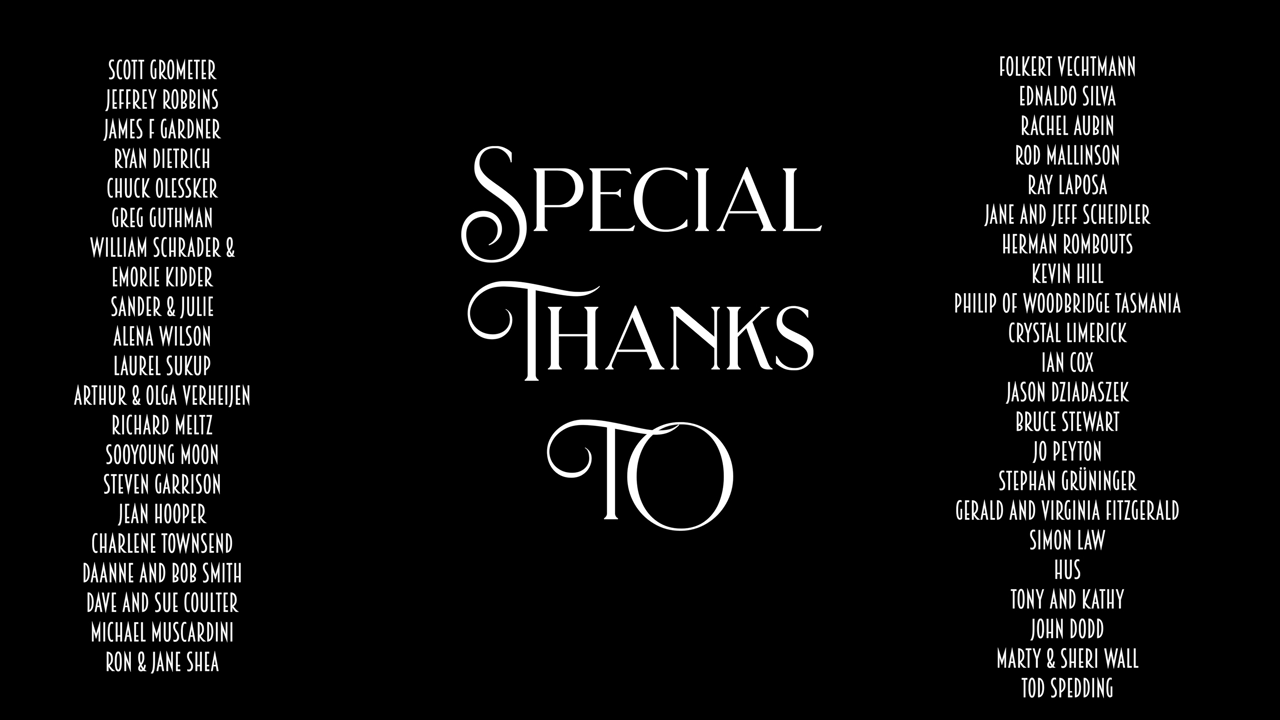 SCOTT GROMETER
JEFFREY ROBBINS
JAMES F GARDNER
RYAN DIETRICH
CHUCK OLESSKER
GREG GUTHMAN
WILLIAM SCHRADER &
EMORIE KIDDER
SANDER & JULIE
ALENA WILSON
LAUREL SUKUP
ARTHUR & OLGA VERHEIJEN
RICHARD MELTZ
SOOYOUNG MOON
STEVEN GARRISON
JEAN HOOPER
CHARLENE TOWNSEND
DAANNE AND BOB SMITH
DAVE AND SUE COULTER
MICHAEL MUSCARDINI
RON & JANE SHEA
SPECIAL
THANKS
TO
FOLKERT VECHTMANN
EDNALDO SILVA
RACHEL AUBIN
ROD MALLINSON
RAY LAPOSA
JANE AND JEFF SCHEIDLER
HERMAN ROMBOUTS
KEVIN HILL
PHILIP OF WOODBRIDGE TASMANIA
CRYSTAL LIMERICK
IAN COX
JASON DZIADASZEK
BRUCE STEWART
JO PEYTON
STEPHAN GRÜNINGER
GERALD AND VIRGINIA FITZGERALD
SIMON LAW
HUS
TONY AND KATHY
JOHN DODD
MARTY & SHERI WALL
TOD SPEDDING